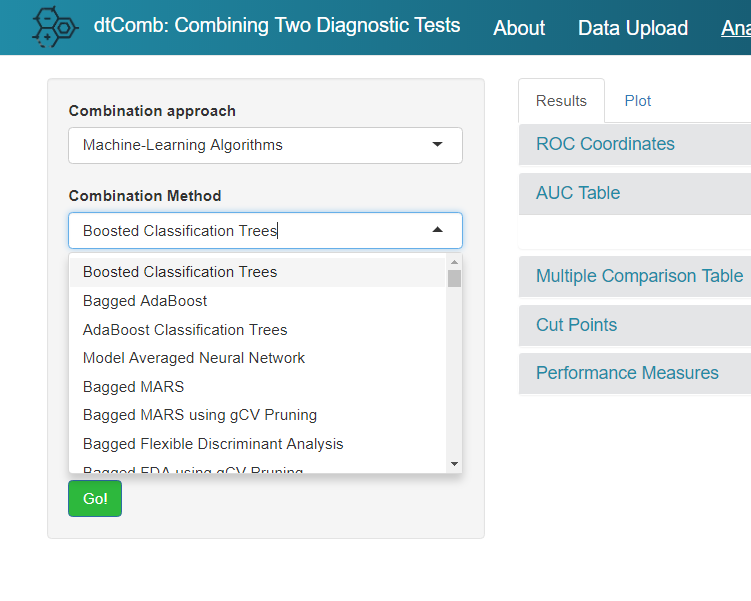 dtComb: Combining Two Diagnostic Tests About Data Upload Ana
Combination approach
Machine-Learning Algorithms
Combination Method
Boosted Classification Trees
Boosted Classification Trees
Bagged AdaBoost
AdaBoost Classification Trees
Model Averaged Neural Network
Bagged MARS
Bagged MARS using gCV Pruning
Bagged Flexible Discriminant Analysis
Bagged FDA using gCV Pruning
Go!
Results Plot
ROC Coordinates
AUC Table
Multiple Comparison Table
Cut Points
Performance Measures